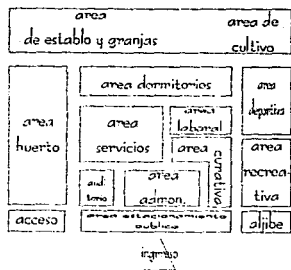 area
de establo y granjas
area de
cultivo
area dormitorios
area
deportiva
area
huerto
area
servicios
area
laboral
area
curativa
area
recrea-
tiva
audi-
torio
area
admon.
acceso
area estacionamiento
publico
aljibe
ingreso